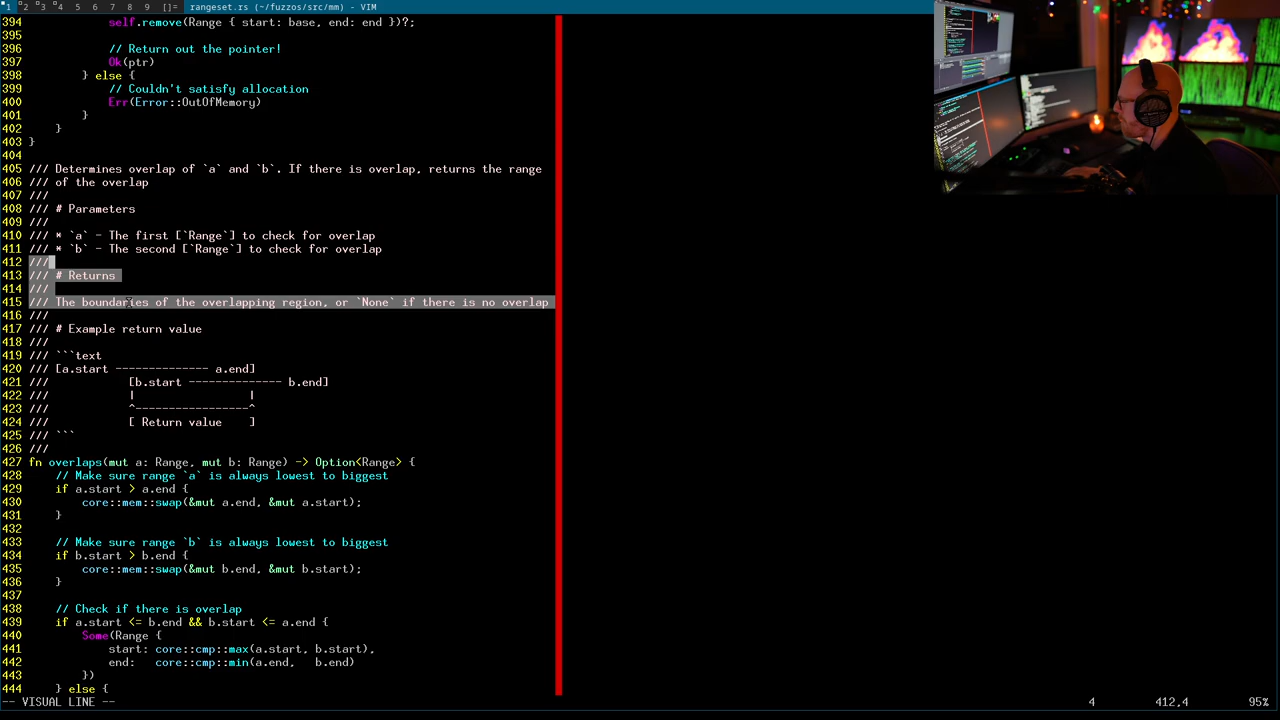 1 2 3 4 5 6 7 8 9 []= rangeset.rs (~/fuzzos/src/mm) - VIM
394             self.remove(Range { start: base, end: end })?;
395
396             // Return out the pointer!
397             Ok(ptr)
398         } else {
399             // Couldn't satisfy allocation
400             Err(Error::OutOfMemory)
401         }
402     }
403 }
404
405 /// Determines overlap of `a` and `b`. If there is overlap, returns the range
406 /// of the overlap
407 ///
408 /// # Parameters
409 ///
410 /// * `a` - The first [`Range`] to check for overlap
411 /// * `b` - The second [`Range`] to check for overlap
412 ///
413 /// # Returns
414 ///
415 /// The boundaries of the overlapping region, or `None` if there is no overlap
416 ///
417 /// # Example return value
418 ///
419 /// ```text
420 /// [a.start -------------- a.end]
421 ///            [b.start -------------- b.end]
422 ///            |                 |
423 ///            ^-----------------^
424 ///            [ Return value    ]
425 /// ```
426 ///
427 fn overlaps(mut a: Range, mut b: Range) -> Option<Range> {
428     // Make sure range `a` is always lowest to biggest
429     if a.start > a.end {
430         core::mem::swap(&mut a.end, &mut a.start);
431     }
432
433     // Make sure range `b` is always lowest to biggest
434     if b.start > b.end {
435         core::mem::swap(&mut b.end, &mut b.start);
436     }
437
438     // Check if there is overlap
439     if a.start <= b.end && b.start <= a.end {
440         Some(Range {
441             start: core::cmp::max(a.start, b.start),
442             end:   core::cmp::min(a.end,   b.end)
443         })
444     } else {
-- VISUAL LINE -- 4 412,4 95%